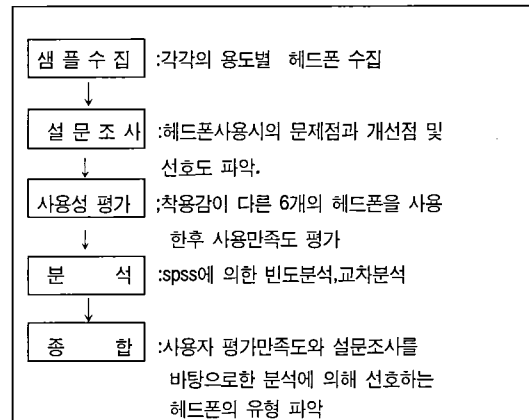 샘 플 수 집 :각각의 용도별 헤드폰 수집
설 문 조 사 :헤드폰사용시의 문제점과 개선점 및
선호도 파악.
사용성 평가 ;착용감이 다른 6개의 헤드폰을 사용
한후 사용만족도 평가
분 석 :spss에 의한 빈도분석,교차분석
종 합 :사용자 평가만족도와 설문조사를
바탕으로한 분석에 의해 선호하는
헤드폰의 유형 파악